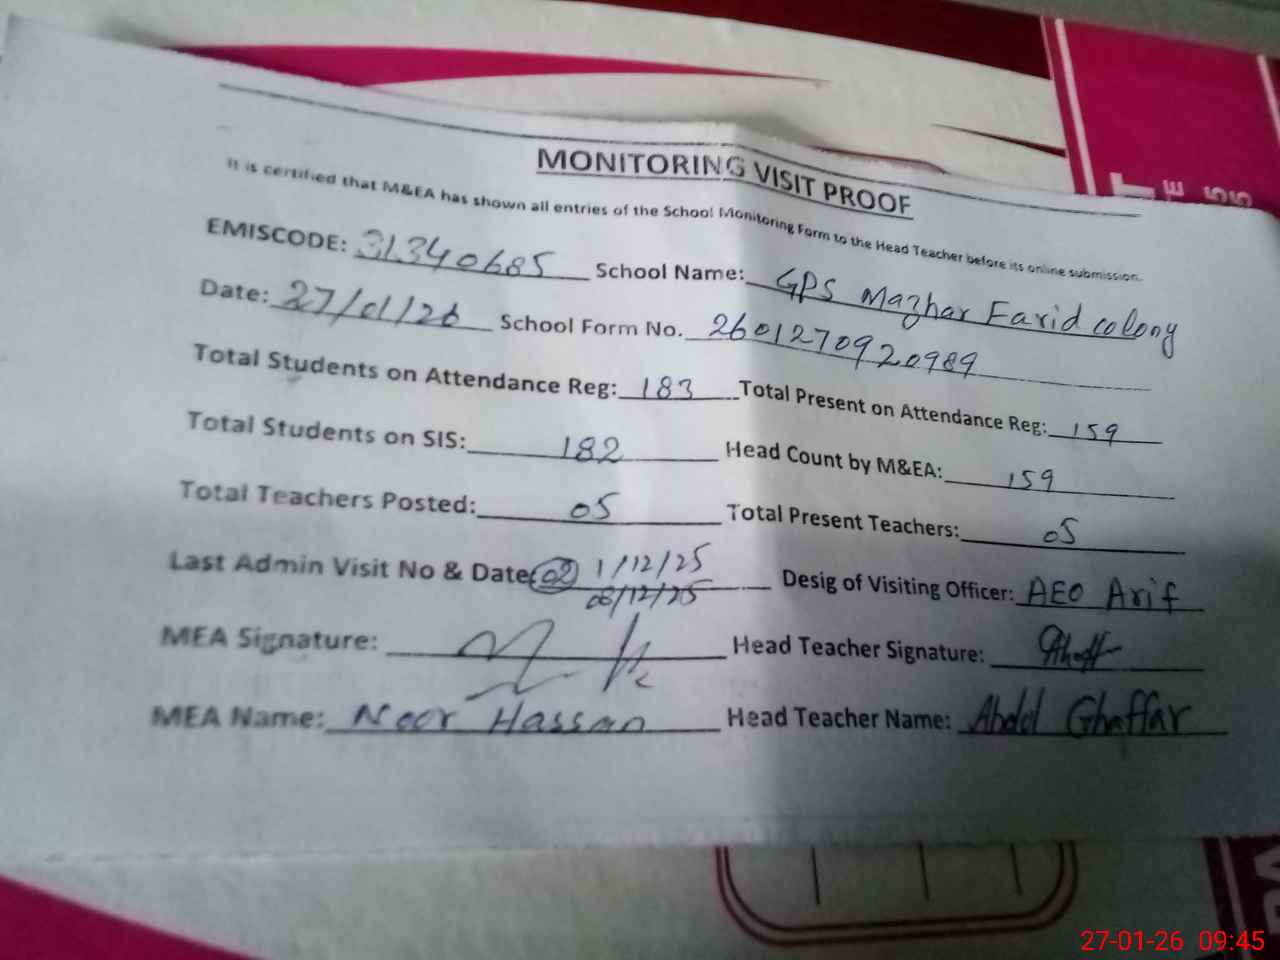 MONITORING VISIT PROOF
It is certified that M&EA has shown all entries of the School Monitoring Form to the Head Teacher before its online submission.
EMISCODE: 31340685 School Name: GPS Mazhar Farid colony
Date: 27/01/26 School Form No. 2601270920989
Total Students on Attendance Reg: 183 Total Present on Attendance Reg: 159
Total Students on SIS: 182 Head Count by M&EA: 159
Total Teachers Posted: 05 Total Present Teachers: 05
Last Admin Visit No & Date: 02 1/12/25 Desig of Visiting Officer: AEO Arif
08/12/25
MEA Signature: Head Teacher Signature:
MEA Name: Noor Hassan Head Teacher Name: Abdul Ghaffar
27-01-26 09:45